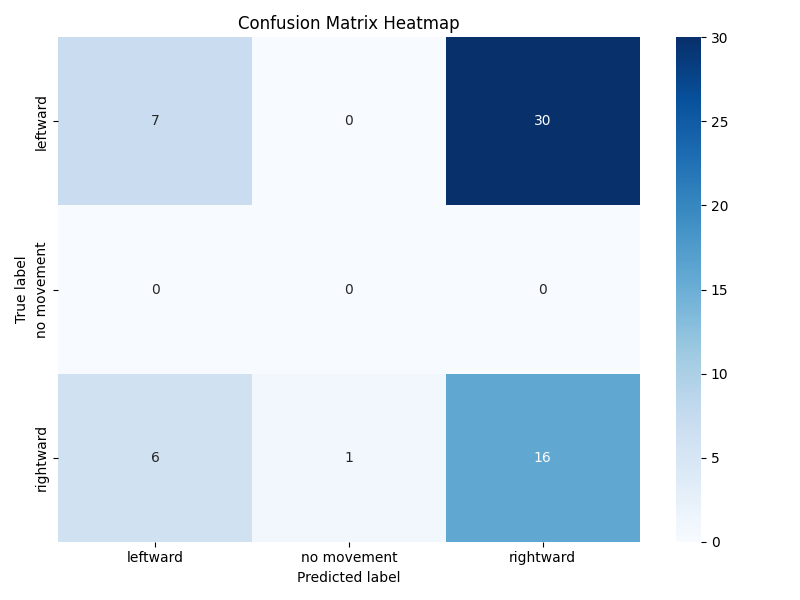 Confusion Matrix Heatmap
30
leftward
7
0
30
25
20
True label
no movement
0
0
0
15
10
rightward
6
1
16
5
0
leftward
no movement
rightward
Predicted label